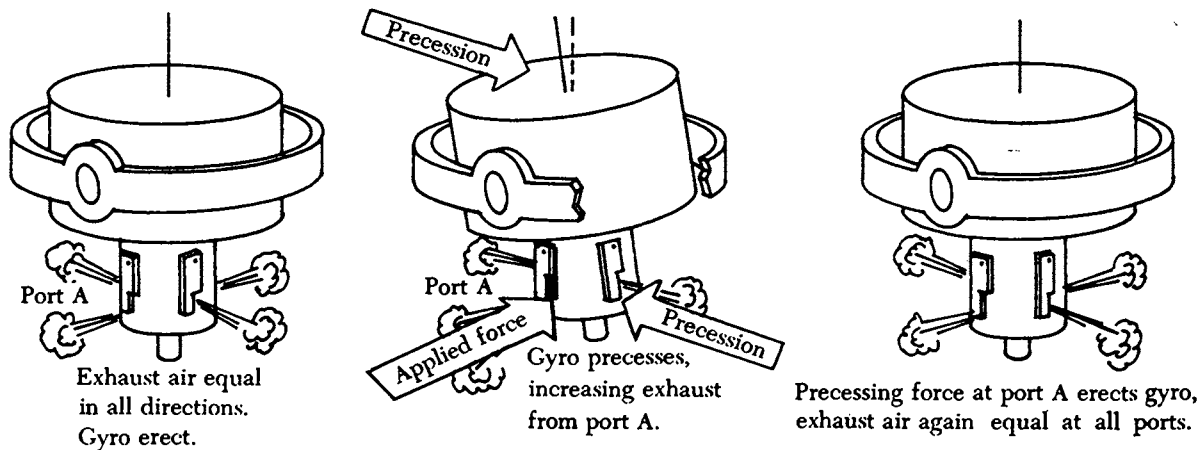 Port A
Exhaust air equal
in all directions.
Gyro erect.
Precession
Port A
Applied force
Precession
Gyro precesses,
increasing exhaust
from port A.
Precessing force at port A erects gyro,
exhaust air again equal at all ports.